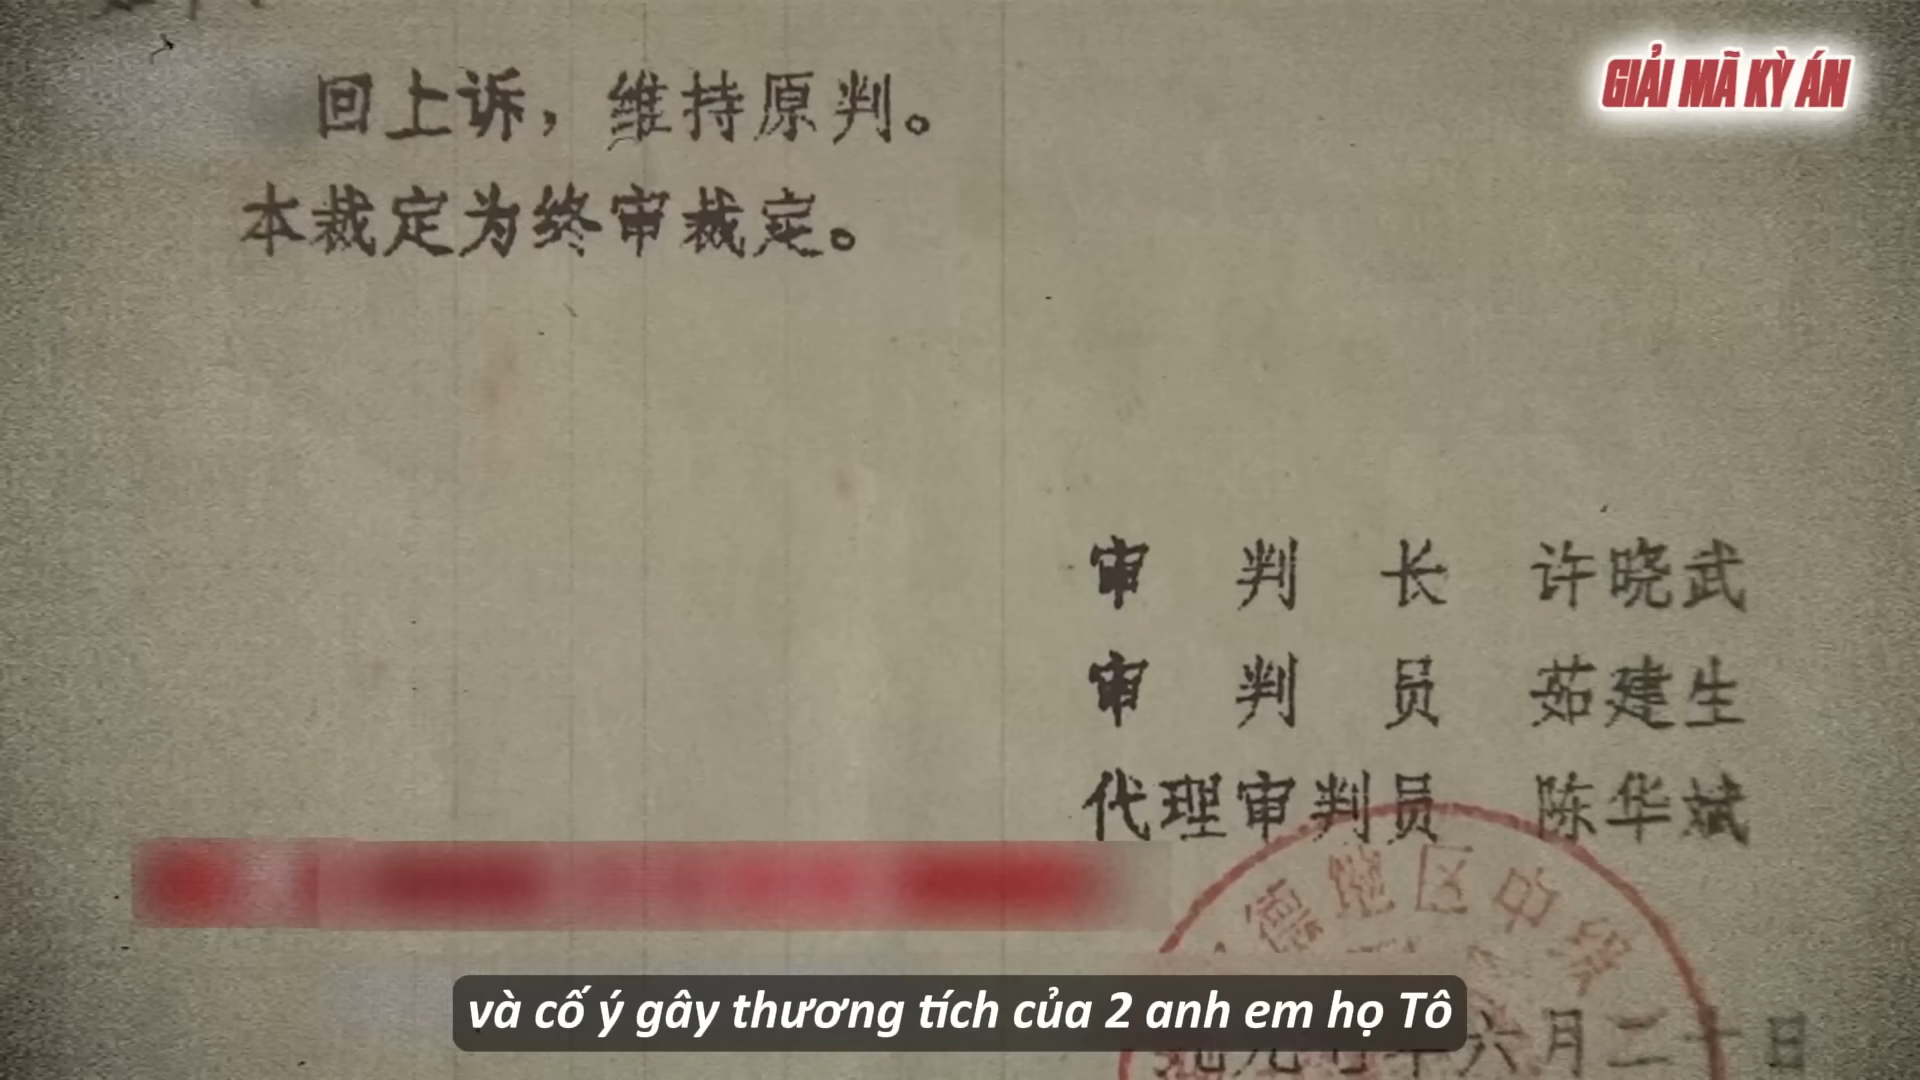 GIẢI MÃ KỲ ÁN
回上诉，维持原判。
本裁定为终审裁定。
审 判 长 许晓武
审 判 员 茹建生
代理审判员 陈华斌
德地区中级
年六月二十日
và cố ý gây thương tích của 2 anh em họ Tô